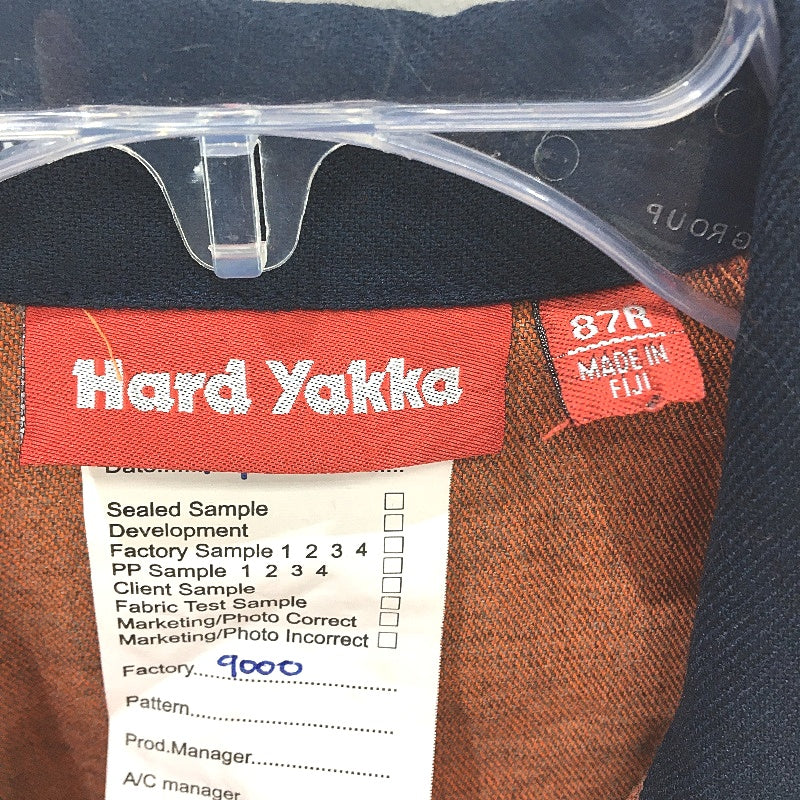 GROUP
Hard Yakka
87R
MADE IN
FIJI
Sealed Sample
Development
Factory Sample 1 2 3 4
PP Sample 1 2 3 4
Client Sample
Fabric Test Sample
Marketing/Photo Correct
Marketing/Photo Incorrect
Factory.. 9000
Pattern
Prod.Manager
A/C manager